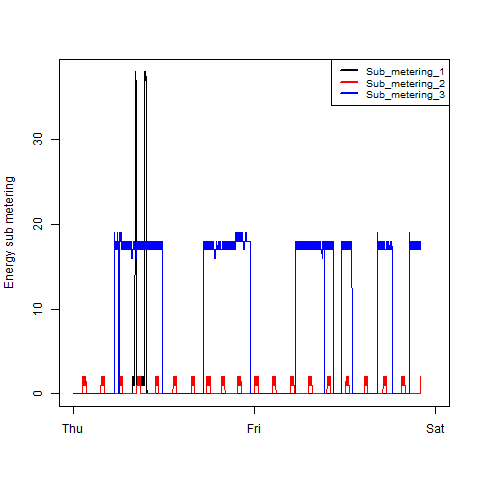 Sub_metering_1
Sub_metering_2
Sub_metering_3
Energy sub metering
30
20
10
0
Thu Fri Sat